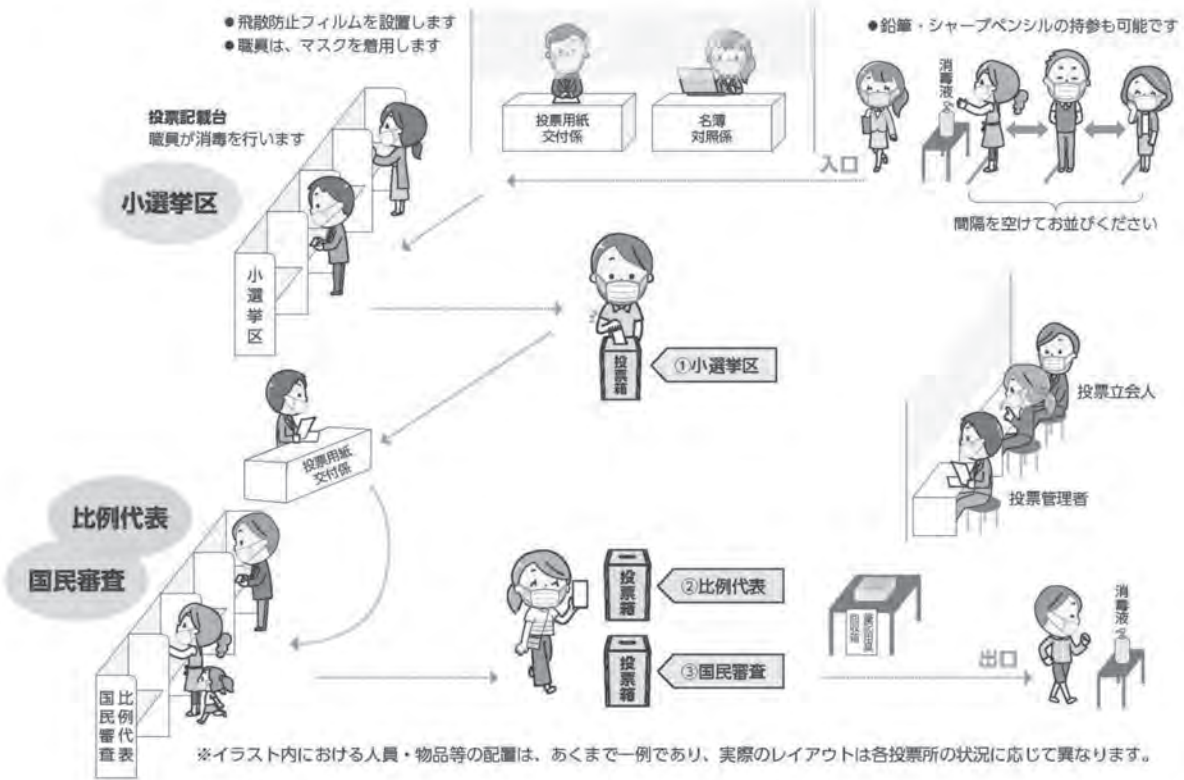 ●飛散防止フィルムを設置します
●職員は、マスクを着用します
●鉛筆・シャープペンシルの持参も可能です
投票記載台
職員が消毒を行います
投票用紙
交付係
名簿
対照係
消毒液
入口
間隔を空けてお並びください
小選挙区
小選挙区
投票箱
①小選挙区
投票立会人
投票管理者
投票用紙
交付係
比例代表
国民審査
投票箱
②比例代表
投票箱
③国民審査
回収箱
出口
消毒液
比例代表
国民審査
※イラスト内における人員・物品等の配置は、あくまで一例であり、実際のレイアウトは各投票所の状況に応じて異なります。